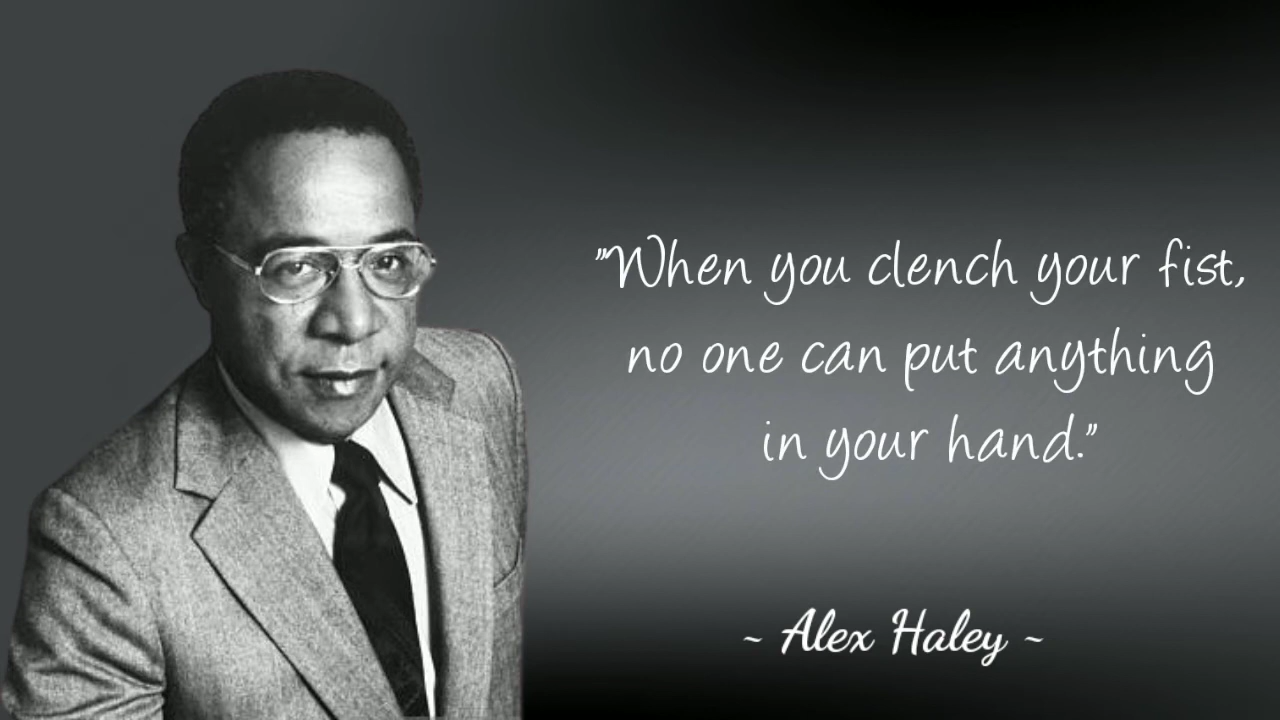 "When you clench your fist,
no one can put anything
in your hand."
~ Alex Haley ~